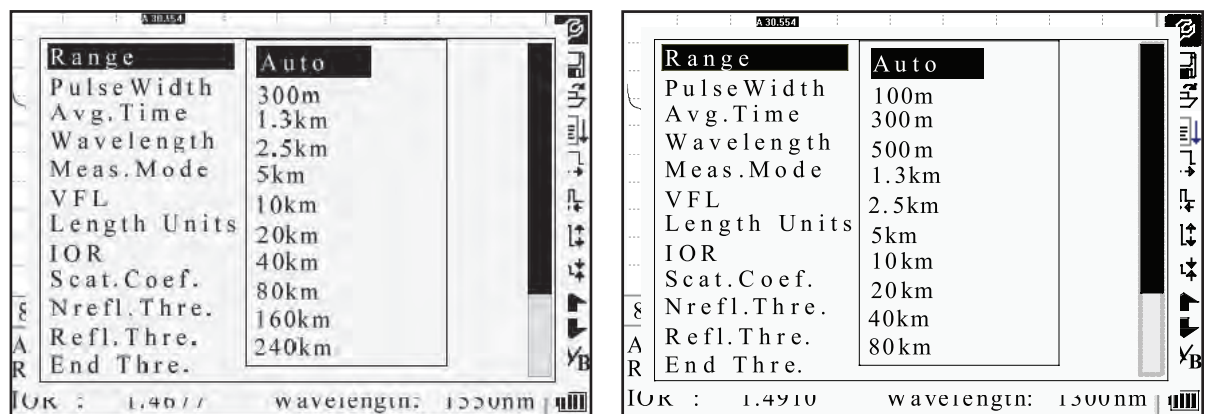 A 30.554
Range
PulseWidth
Avg.Time
Wavelength
Meas.Mode
VFL
Length Units
IOR
Scat.Coef.
Nrefl.Thre.
Refl.Thre.
End Thre.
Auto
300m
1.3km
2.5km
5km
10km
20km
40km
80km
160km
240km
8
A
R
B
IOR : 1.4677 Wavelength: 1550nm
A 30.554
Range
PulseWidth
Avg.Time
Wavelength
Meas.Mode
VFL
Length Units
IOR
Scat.Coef.
Nrefl.Thre.
Refl.Thre.
End Thre.
Auto
100m
300m
500m
1.3km
2.5km
5km
10km
20km
40km
80km
8
A
R
B
IOR : 1.4910 Wavelength: 1300nm